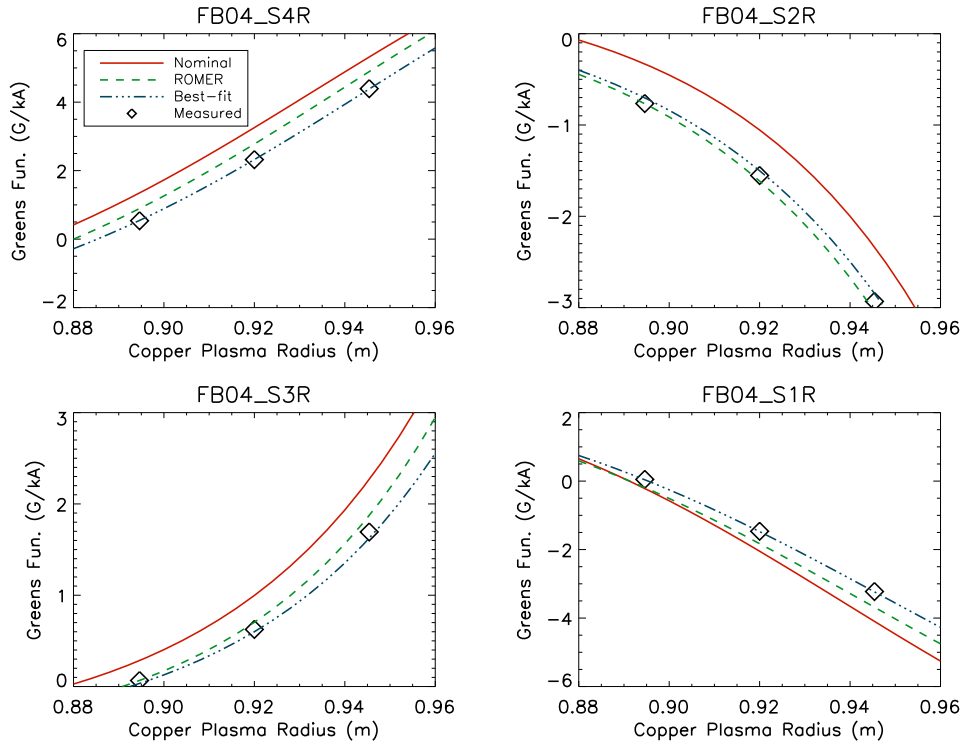 FB04_S4R
6
4
2
0
-2
Greens Fun. (G/kA)
Nominal
ROMER
Best-fit
Measured
0.88 0.90 0.92 0.94 0.96
Copper Plasma Radius (m)
FB04_S2R
0
-1
-2
-3
Greens Fun. (G/kA)
0.88 0.90 0.92 0.94 0.96
Copper Plasma Radius (m)
FB04_S3R
3
2
1
0
Greens Fun. (G/kA)
0.88 0.90 0.92 0.94 0.96
Copper Plasma Radius (m)
FB04_S1R
2
0
-2
-4
-6
Greens Fun. (G/kA)
0.88 0.90 0.92 0.94 0.96
Copper Plasma Radius (m)